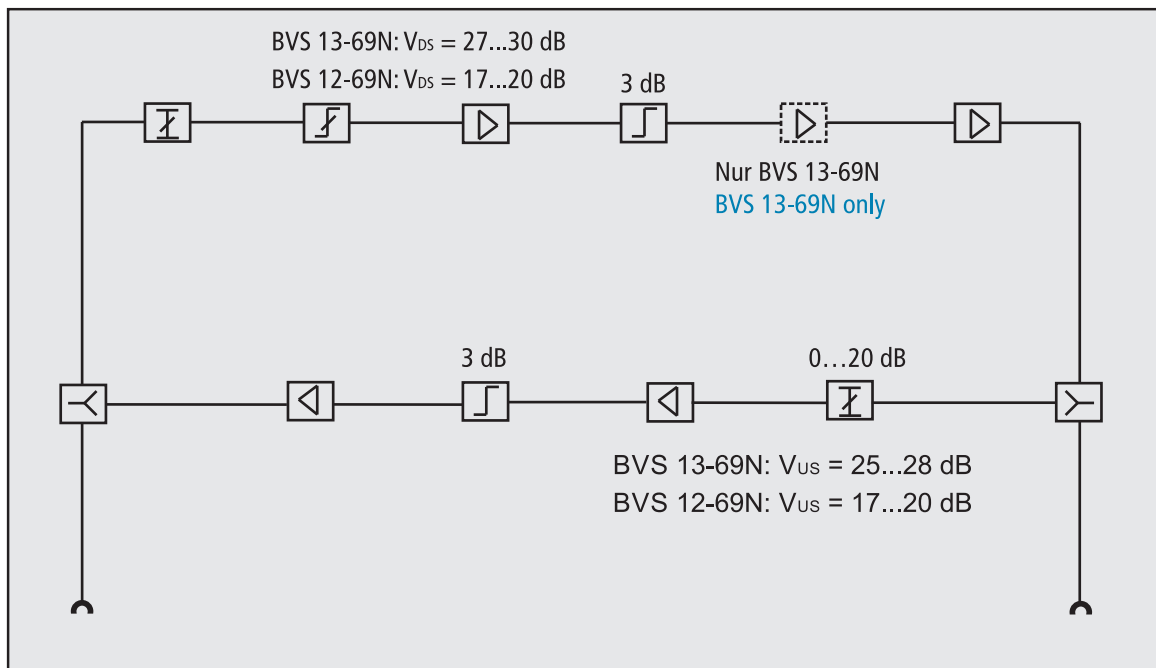 BVS 13-69N: VDS = 27...30 dB
BVS 12-69N: VDS = 17...20 dB
3 dB
Nur BVS 13-69N
BVS 13-69N only
3 dB
0...20 dB
BVS 13-69N: VUS = 25...28 dB
BVS 12-69N: VUS = 17...20 dB